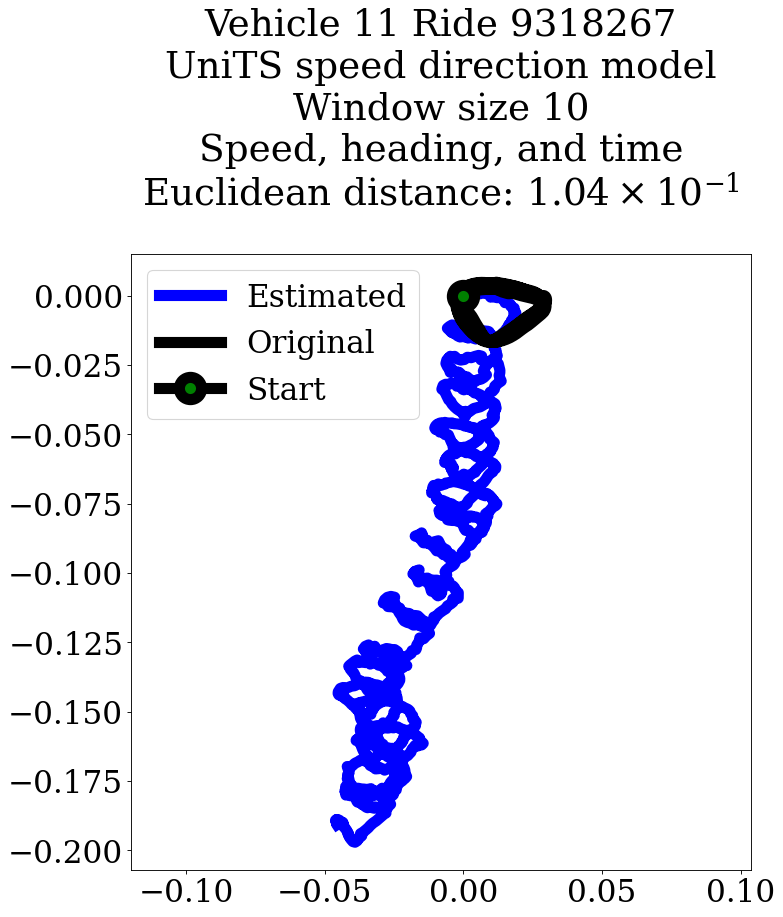 Vehicle 11 Ride 9318267
UniTS speed direction model
Window size 10
Speed, heading, and time
Euclidean distance: 1.04 × 10⁻¹
Estimated
Original
Start
0.000
−0.025
−0.050
−0.075
−0.100
−0.125
−0.150
−0.175
−0.200
−0.10 −0.05 0.00 0.05 0.10